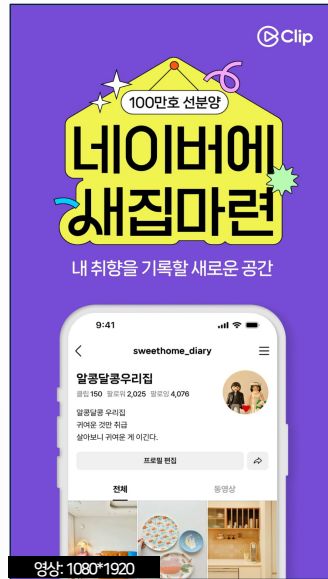 Clip
100만호 선분양
네이버에
새집마련
내 취향을 기록할 새로운 공간
9:41
sweethome_diary
알콩달콩우리집
클립 150 팔로워 2,025 팔로잉 4,076
알콩달콩 우리집
귀여운 것만 취급
살아보니 귀여운 게 이긴다.
프로필 편집
전체 동영상
영상: 1080*1920